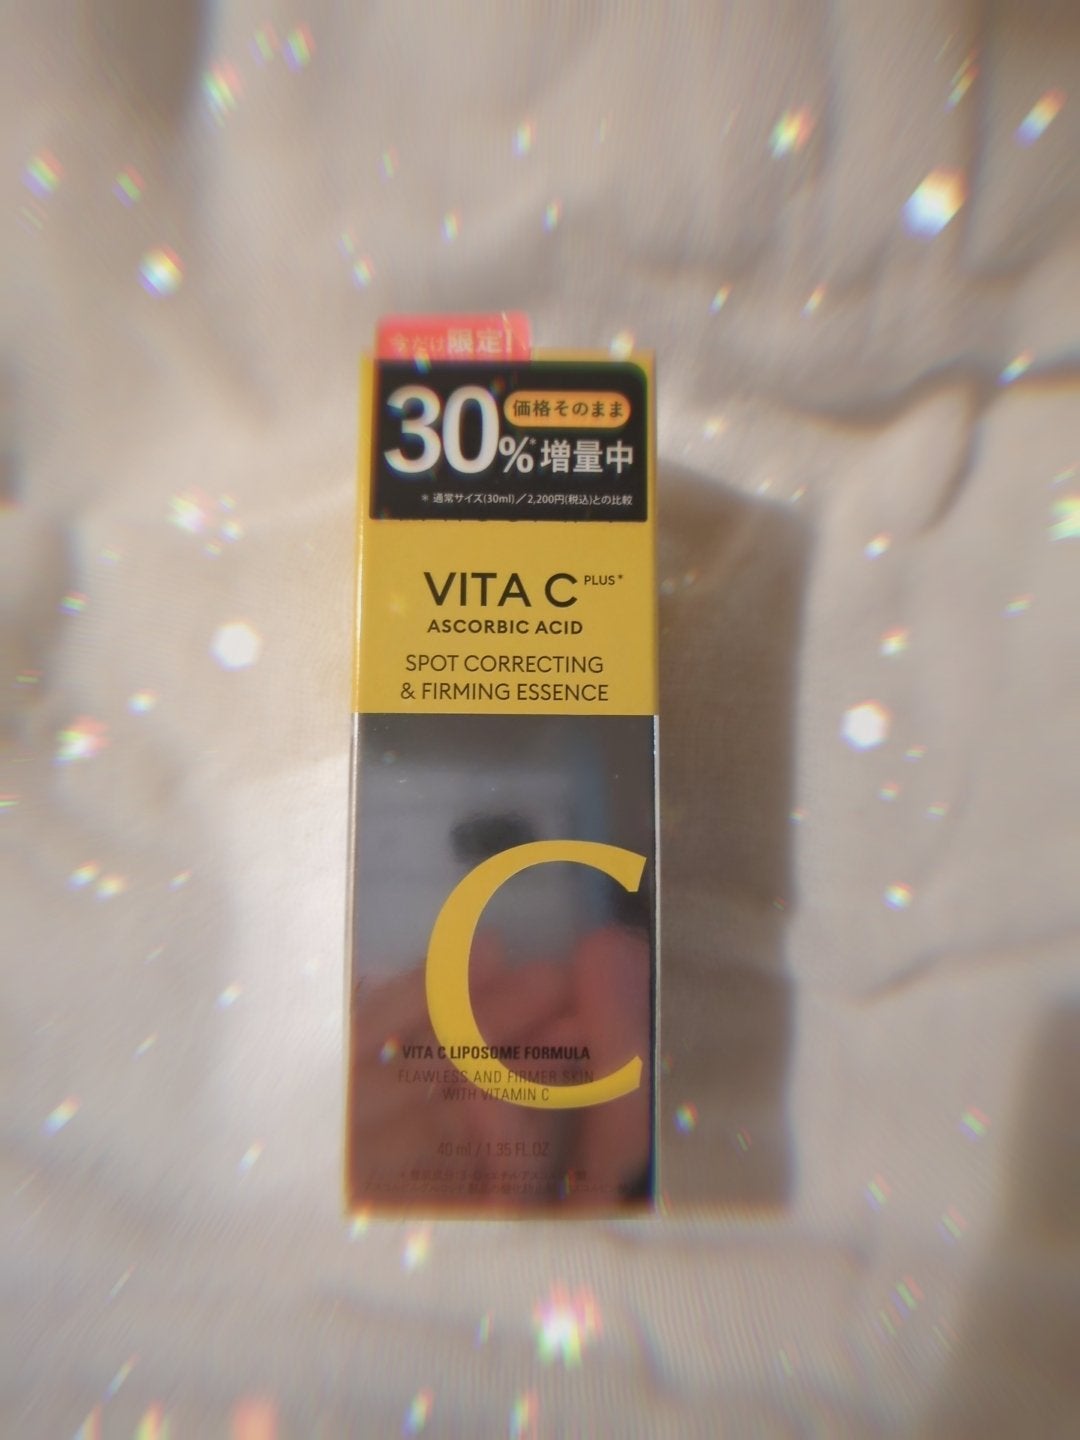 今だけ限定!
30%*増量中
価格そのまま
* 通常サイズ(30ml)/2,200円(税込)との比較
VITA C PLUS*
ASCORBIC ACID
SPOT CORRECTING
& FIRMING ESSENCE
C
VITA C LIPOSOME FORMULA
FLAWLESS AND FIRMER SKIN
WITH VITAMIN C
40 ml / 1.35 FL.OZ